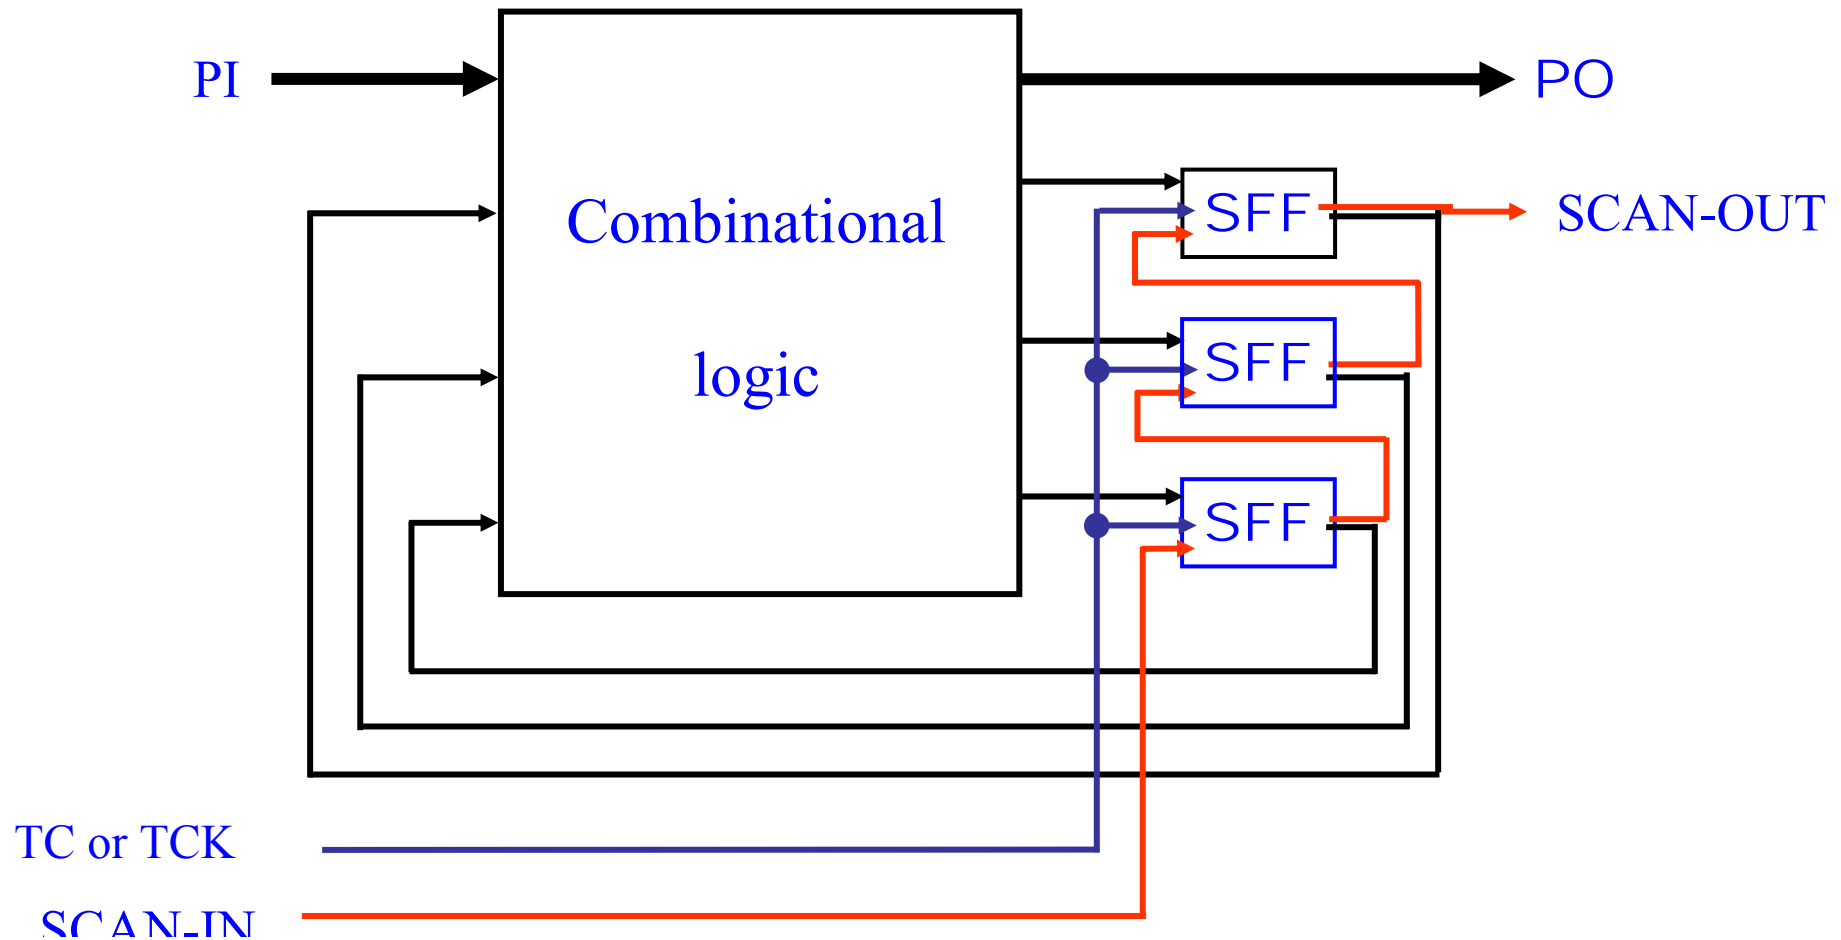 PI
PO
SFF
SCAN-OUT
Combinational
SFF
logic
SFF
TC or TCK
SCAN-IN